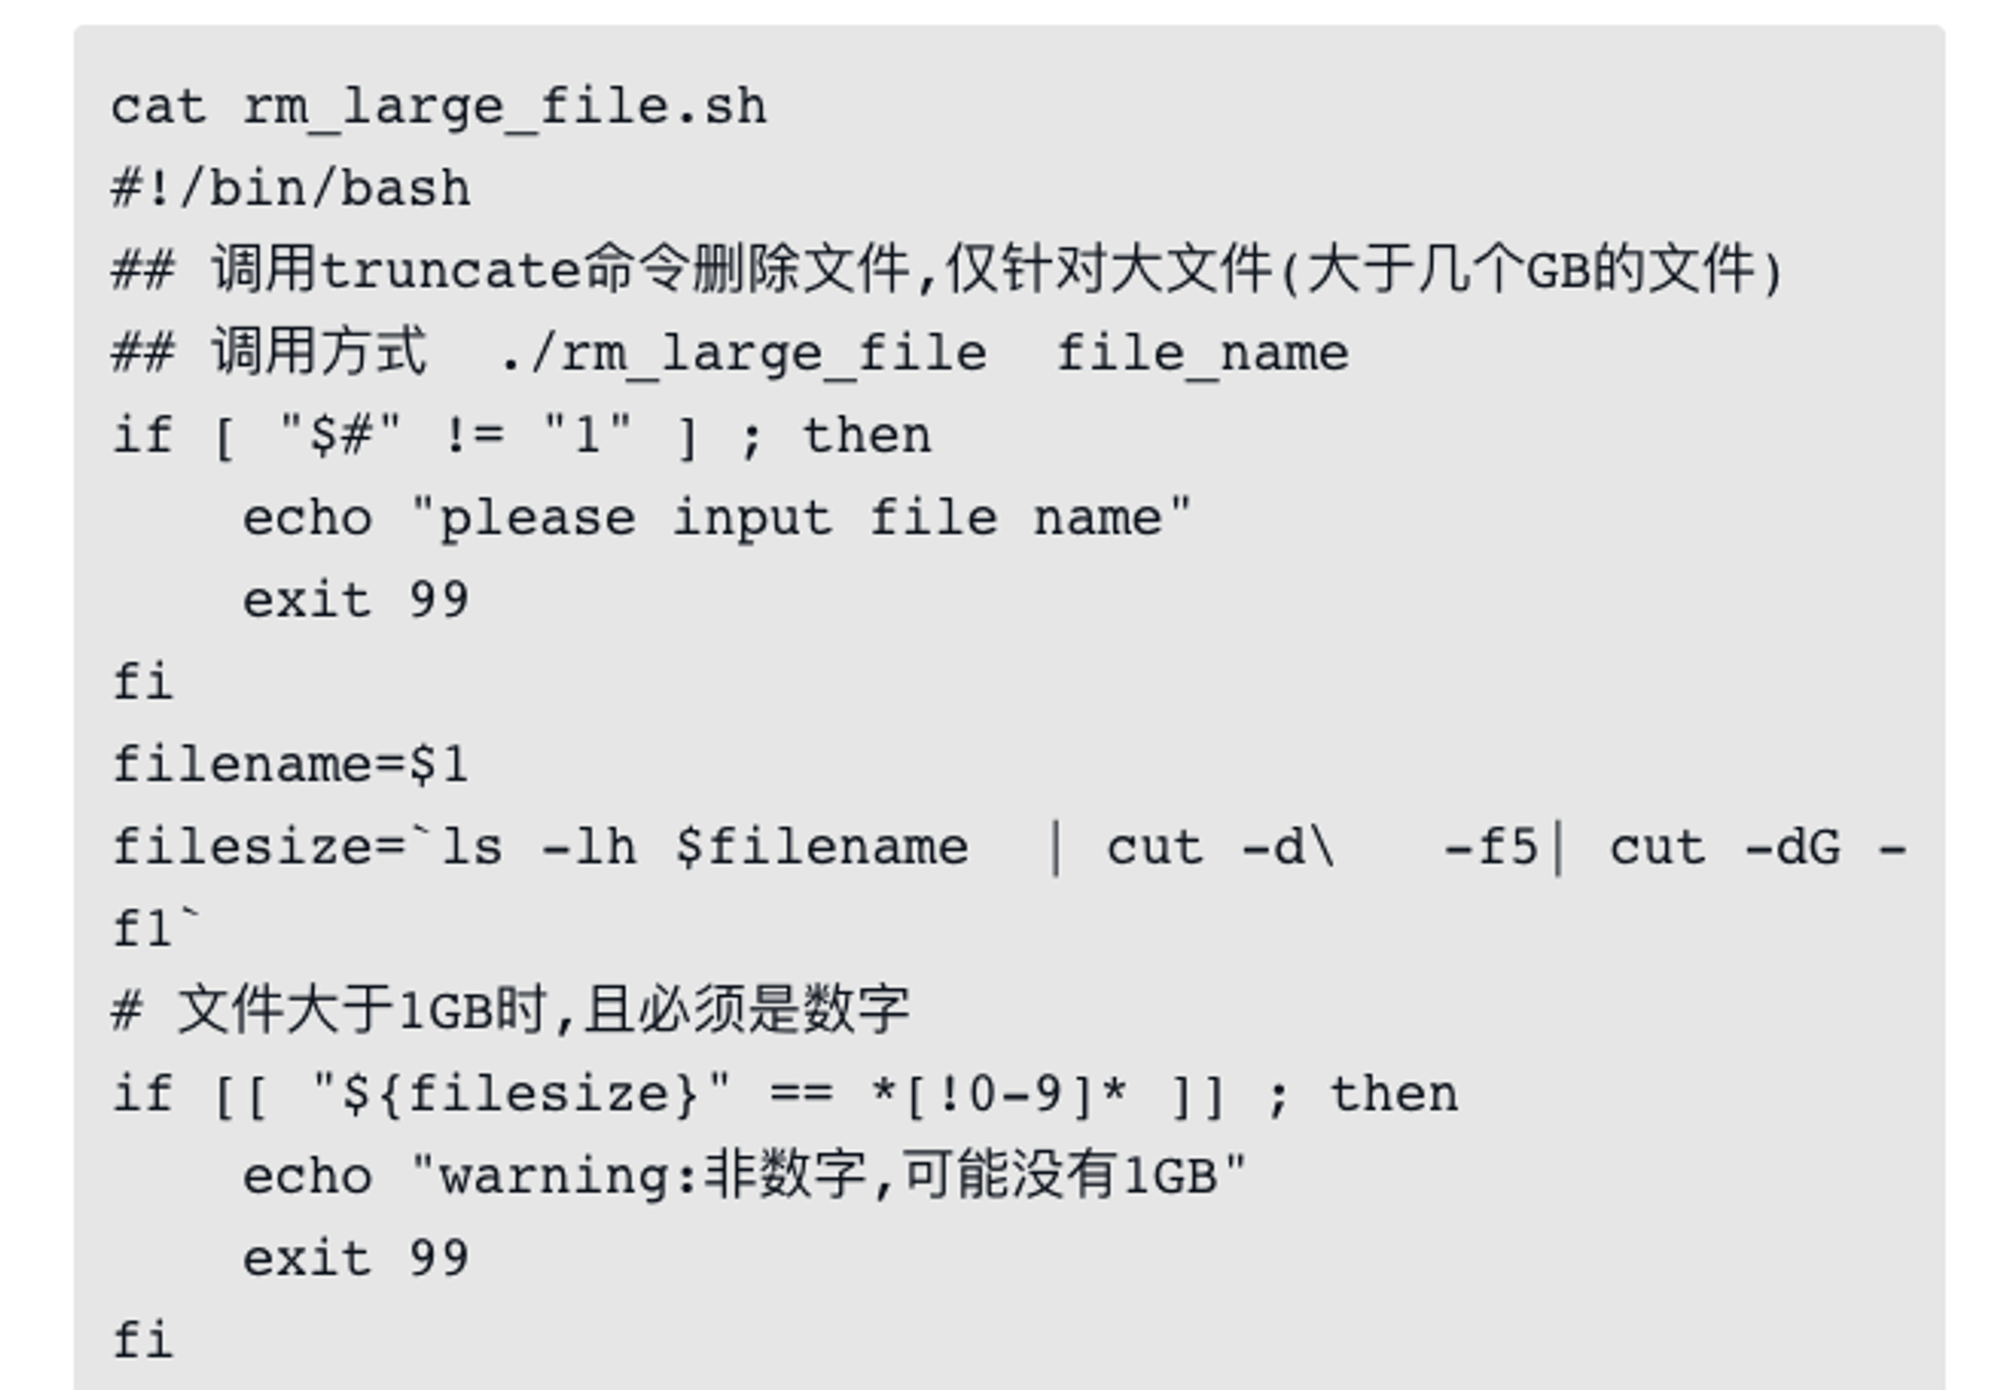 cat rm_large_file.sh
#!/bin/bash
## 调用truncate命令删除文件,仅针对大文件(大于几个GB的文件)
## 调用方式  ./rm_large_file  file_name
if [ "$#" != "1" ] ; then
    echo "please input file name"
    exit 99
fi
filename=$1
filesize=`ls -lh $filename  | cut -d\   -f5| cut -dG -
f1`
# 文件大于1GB时,且必须是数字
if [[ "${filesize}" == *[!0-9]* ]] ; then
    echo "warning:非数字,可能没有1GB"
    exit 99
fi